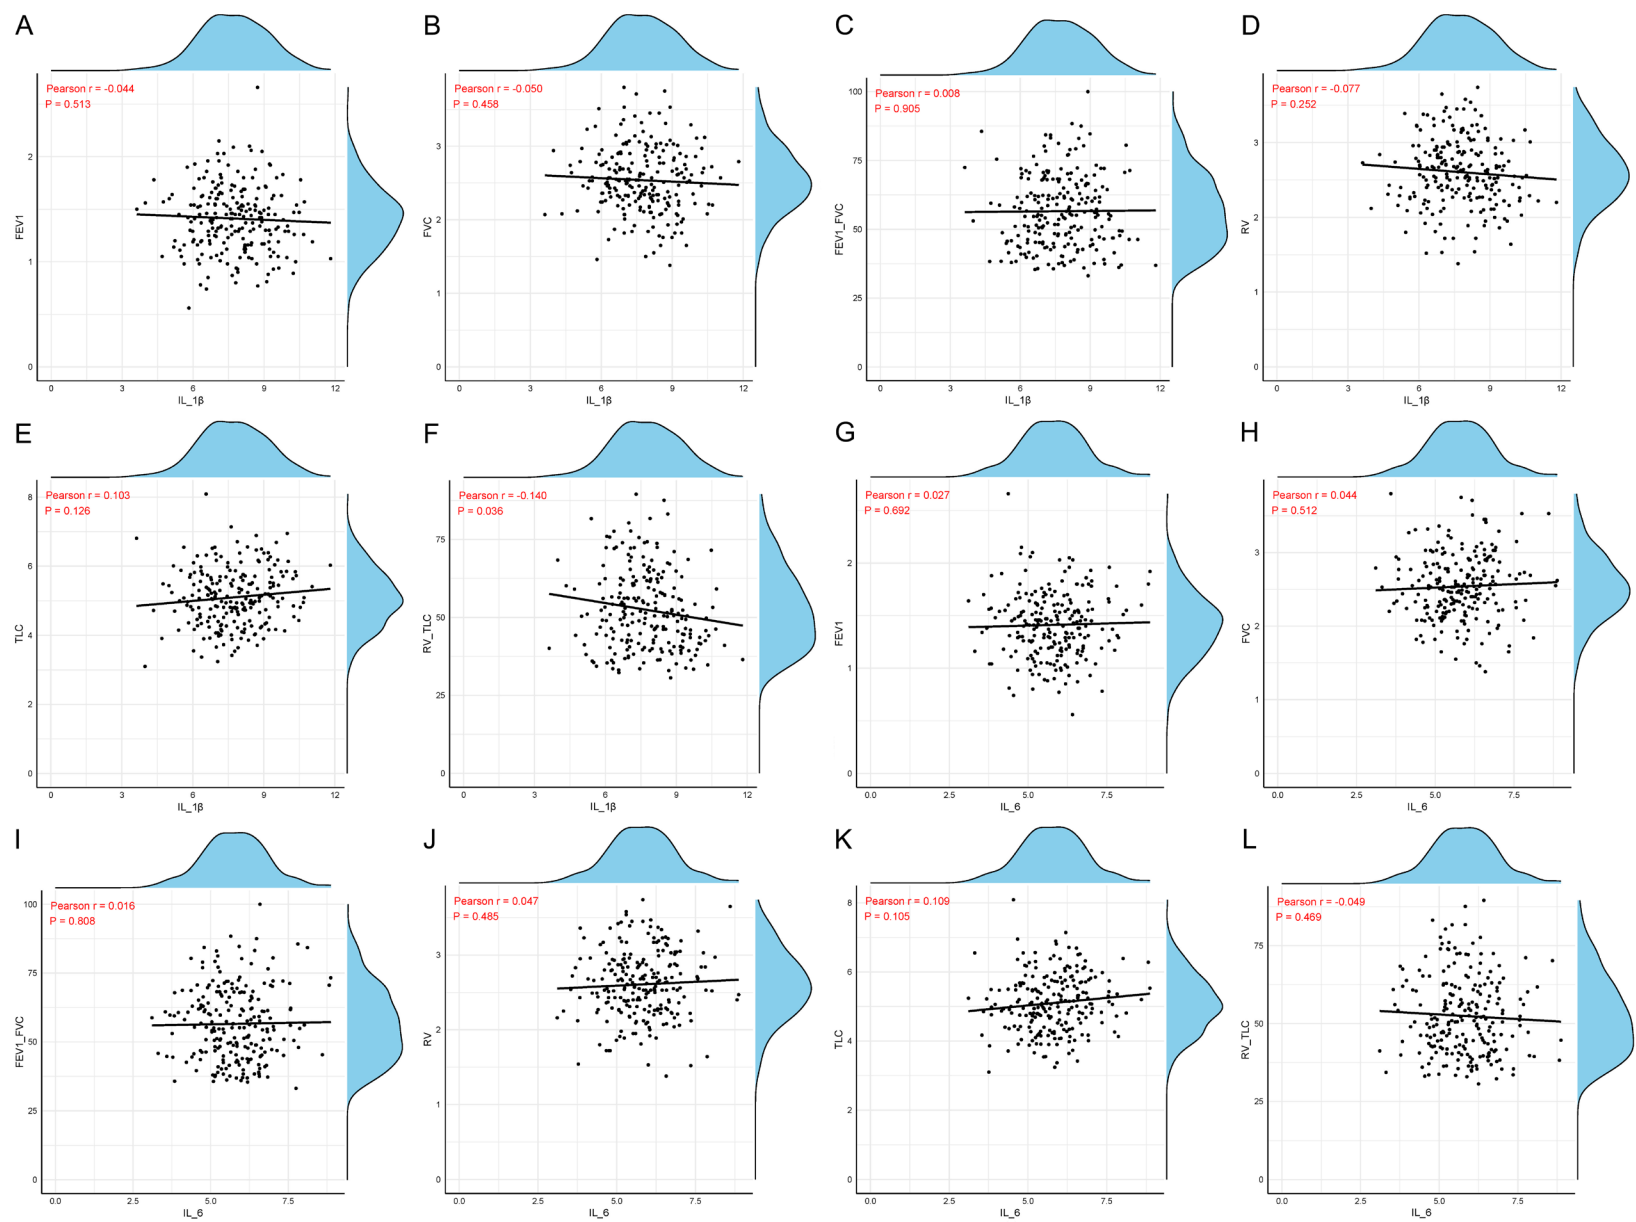 A
Pearson r = -0.044
P = 0.513
FEV1
2
1
0
0 3 6 9 12
IL_1β
B
Pearson r = -0.050
P = 0.458
FVC
3
2
1
0
0 3 6 9 12
IL_1β
C
Pearson r = 0.008
P = 0.905
FEV1_FVC
100
75
50
25
0
0 3 6 9 12
IL_1β
D
Pearson r = -0.077
P = 0.252
RV
3
2
1
0
0 3 6 9 12
IL_1β
E
Pearson r = 0.103
P = 0.126
TLC
8
6
4
2
0
0 3 6 9 12
IL_1β
F
Pearson r = -0.140
P = 0.036
RV_TLC
75
50
25
0
0 3 6 9 12
IL_1β
G
Pearson r = 0.027
P = 0.692
FEV1
2
1
0
0.0 2.5 5.0 7.5
IL_6
H
Pearson r = 0.044
P = 0.512
FVC
3
2
1
0
0.0 2.5 5.0 7.5
IL_6
I
Pearson r = 0.016
P = 0.808
FEV1_FVC
100
75
50
25
0
0.0 2.5 5.0 7.5
IL_6
J
Pearson r = 0.047
P = 0.485
RV
3
2
1
0
0.0 2.5 5.0 7.5
IL_6
K
Pearson r = 0.109
P = 0.105
TLC
8
6
4
2
0
0.0 2.5 5.0 7.5
IL_6
L
Pearson r = -0.049
P = 0.469
RV_TLC
75
50
25
0
0.0 2.5 5.0 7.5
IL_6